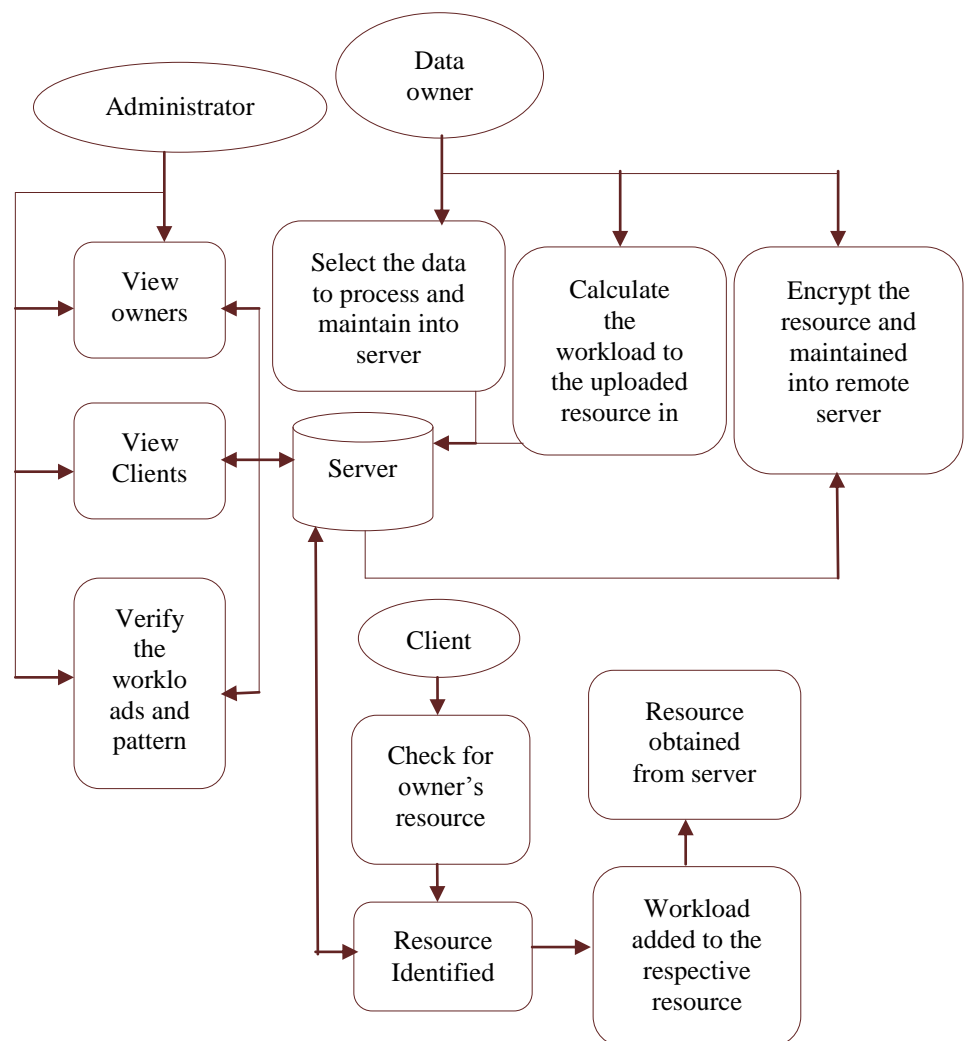 Administrator
Data
owner
View
owners
Select the data
to process and
maintain into
server
Calculate
the
workload to
the uploaded
resource in
Encrypt the
resource and
maintained
into remote
server
View
Clients
Server
Verify
the
worklo
ads and
pattern
Client
Check for
owner’s
resource
Resource
obtained
from server
Resource
Identified
Workload
added to the
respective
resource